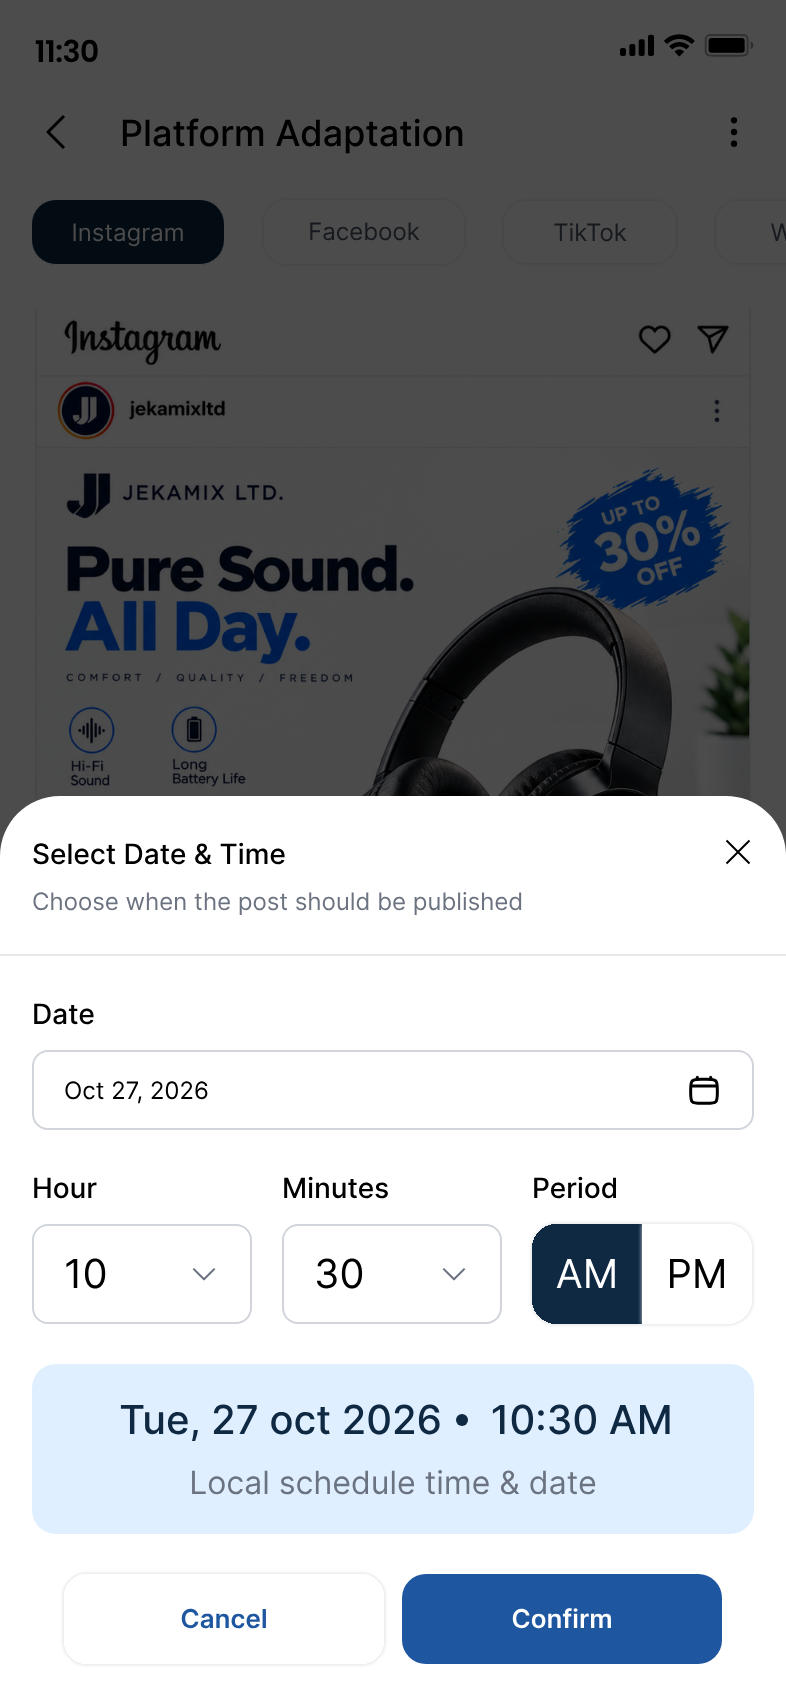 11:30
Platform Adaptation
Instagram Facebook TikTok W
Instagram
jekamixltd
JEKAMIX LTD.
UP TO
30%
OFF
Pure Sound.
All Day.
COMFORT / QUALITY / FREEDOM
Hi-Fi
Sound
Long
Battery Life
Select Date & Time
Choose when the post should be published
Date
Oct 27, 2026
Hour Minutes Period
10 30 AM PM
Tue, 27 oct 2026 • 10:30 AM
Local schedule time & date
Cancel Confirm